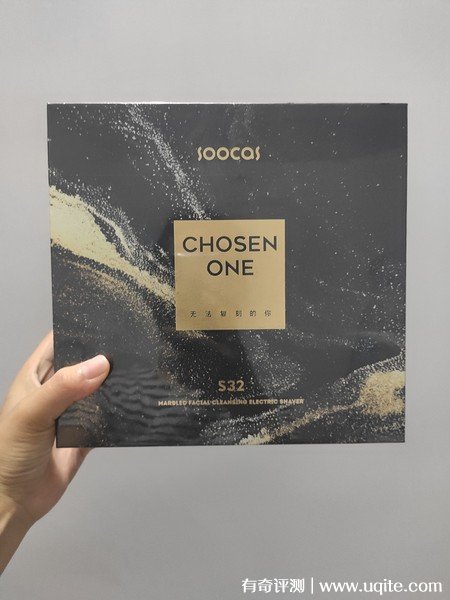 soocas
CHOSEN
ONE
无法复刻的你
S32
MARBLED FACIAL CLEANSING ELECTRIC SHAVER
有奇评测 | www.uqite.com